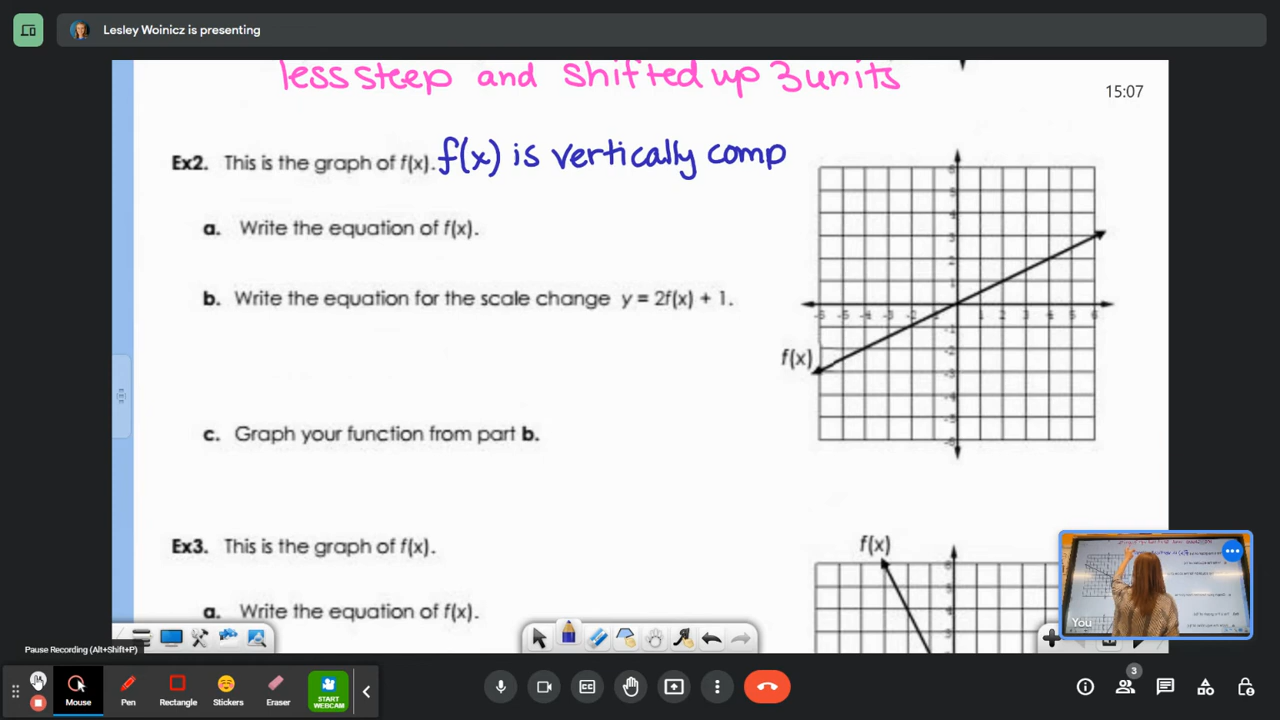 Lesley Woinicz is presenting
less steep and shifted up 3 units
15:07
Ex2. This is the graph of f(x). f(x) is vertically comp
a. Write the equation of f(x).
b. Write the equation for the scale change y = 2f(x) + 1.
f(x)
c. Graph your function from part b.
Ex3. This is the graph of f(x).
f(x)
a. Write the equation of f(x).
You
Pause Recording (Alt+Shift+P)
Mouse
Pen
Rectangle
Stickers
Eraser
START
WEBCAM
3